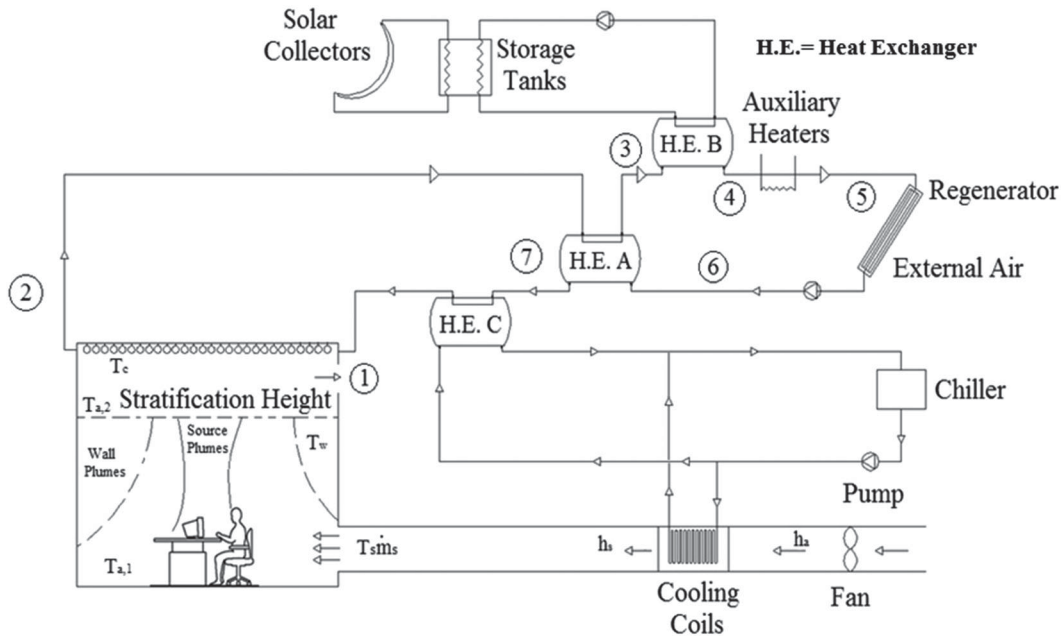 Solar
Collectors
Storage
Tanks
H.E.= Heat Exchanger
Auxiliary
Heaters
H.E. B
3
4
5
Regenerator
External Air
H.E. A
7
6
2
H.E. C
Tc
1
Chiller
Stratification Height
Ta,2
Source
Plumes
Wall
Plumes
Tw
Pump
Ta,1
Tsṁs
hs
ha
Cooling
Coils
Fan